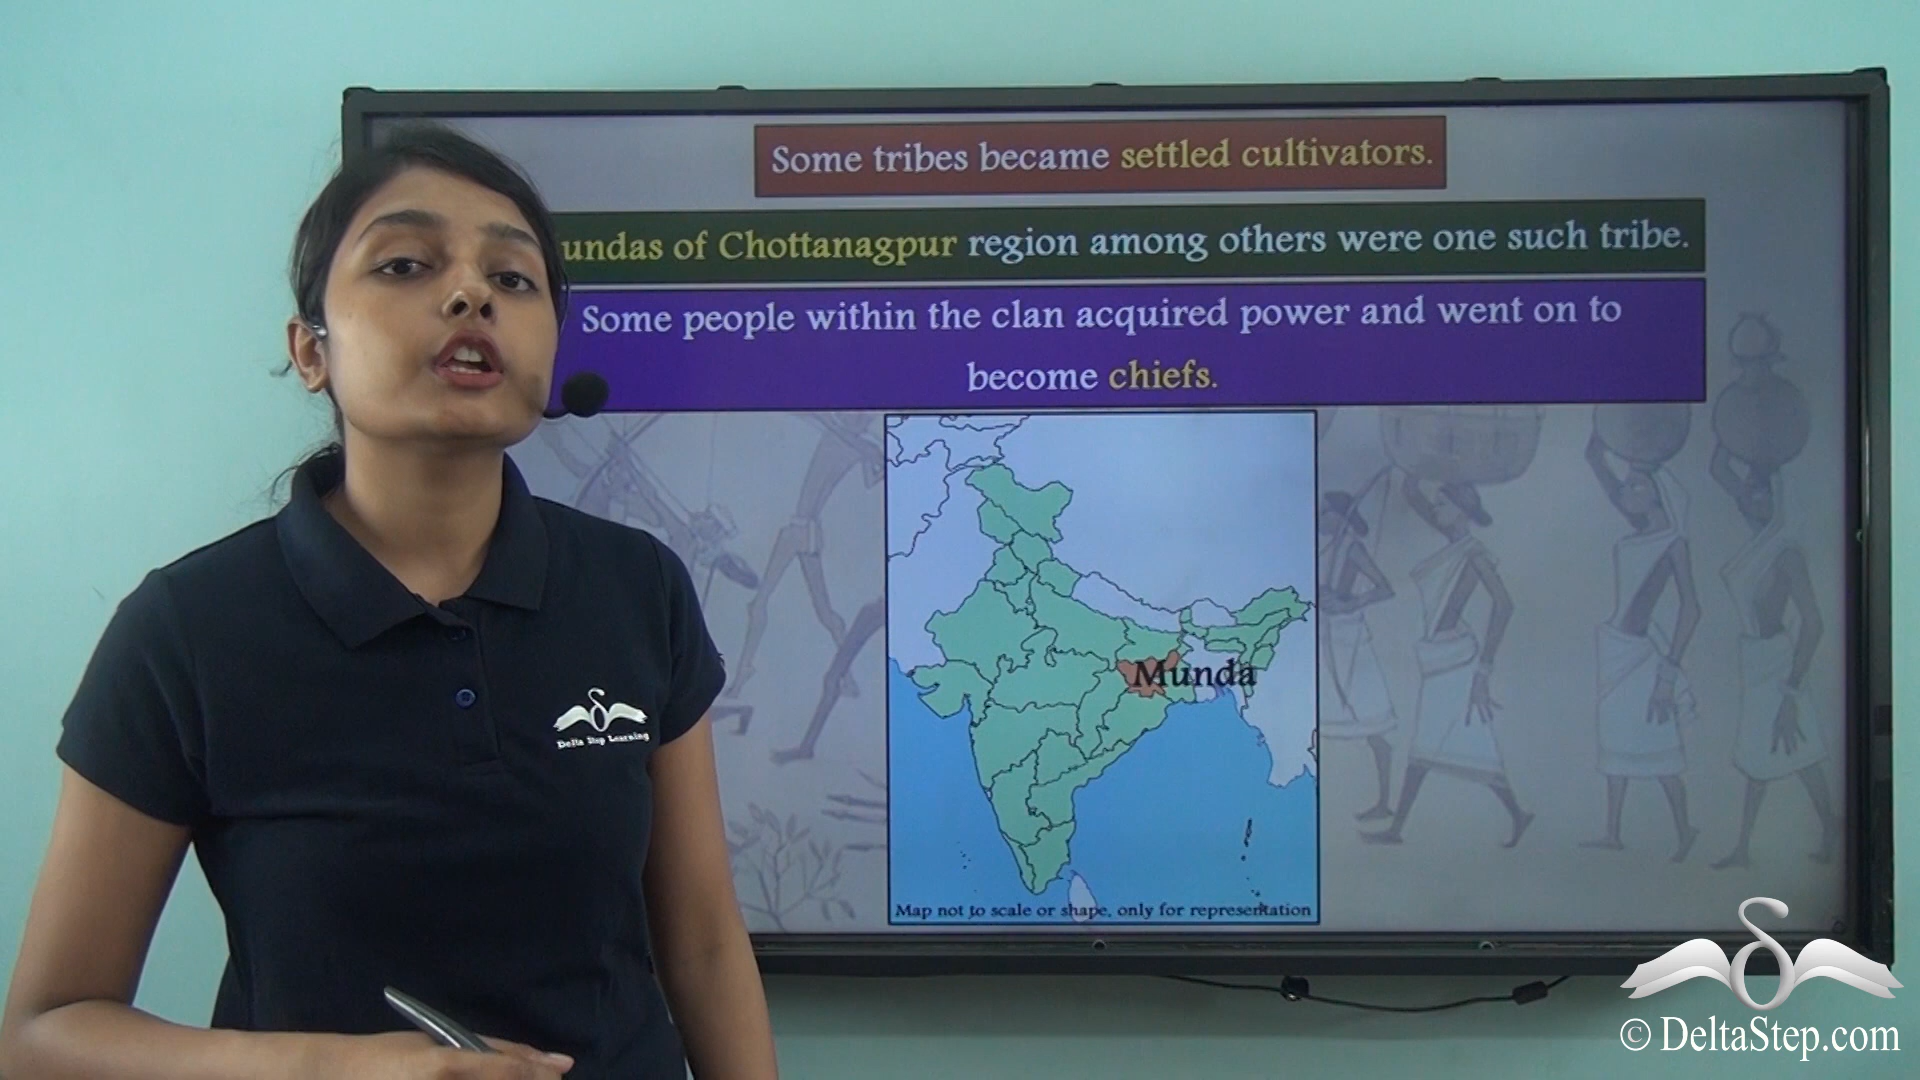 Some tribes became settled cultivators.
undas of Chottanagpur region among others were one such tribe.
Some people within the clan acquired power and went on to
become chiefs.
Munda
Map not to scale or shape, only for representation
Delta Step Learning
© DeltaStep.com